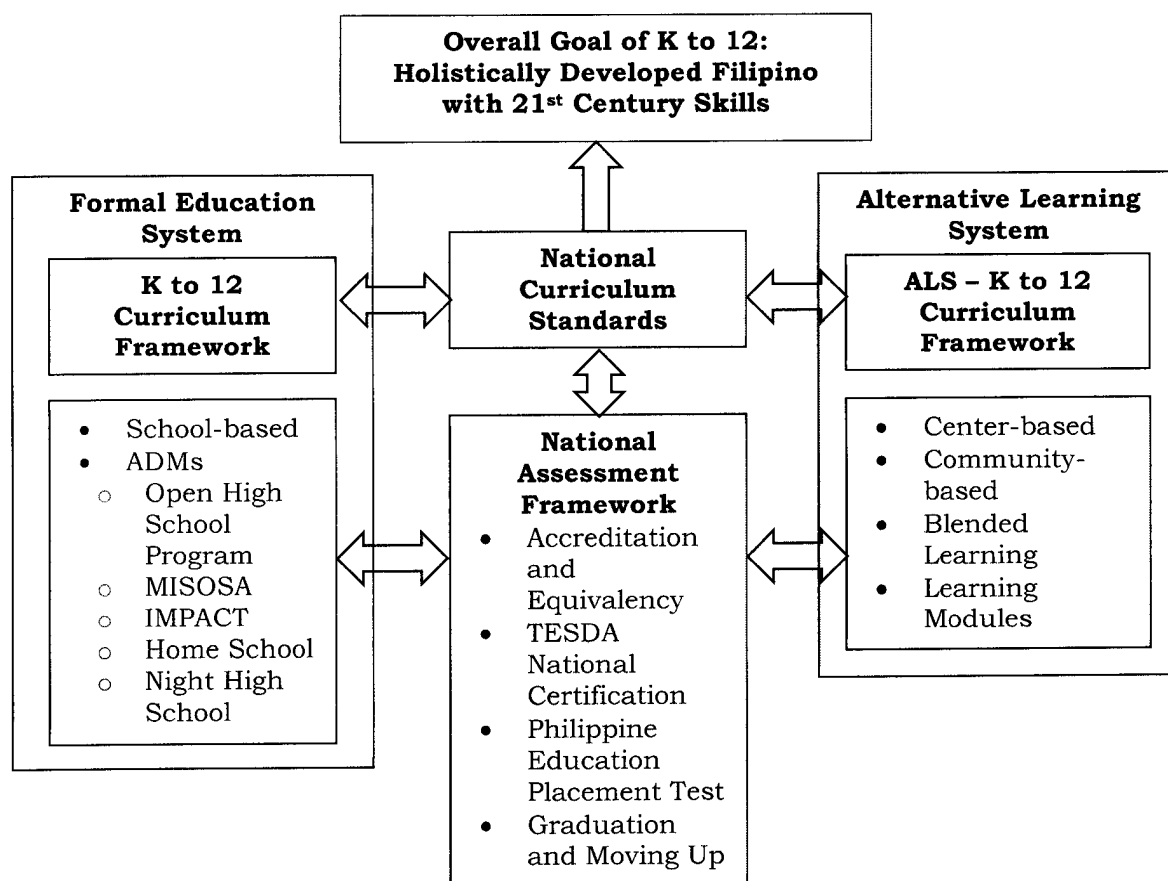 Overall Goal of K to 12:
Holistically Developed Filipino
with 21st Century Skills
Formal Education
System
K to 12
Curriculum
Framework
• School-based
• ADMs
○ Open High
School
Program
○ MISOSA
○ IMPACT
○ Home School
○ Night High
School
National
Curriculum
Standards
National
Assessment
Framework
• Accreditation
and
Equivalency
• TESDA
National
Certification
• Philippine
Education
Placement Test
• Graduation
and Moving Up
Alternative Learning
System
ALS – K to 12
Curriculum
Framework
• Center-based
• Community-
based
• Blended
Learning
• Learning
Modules